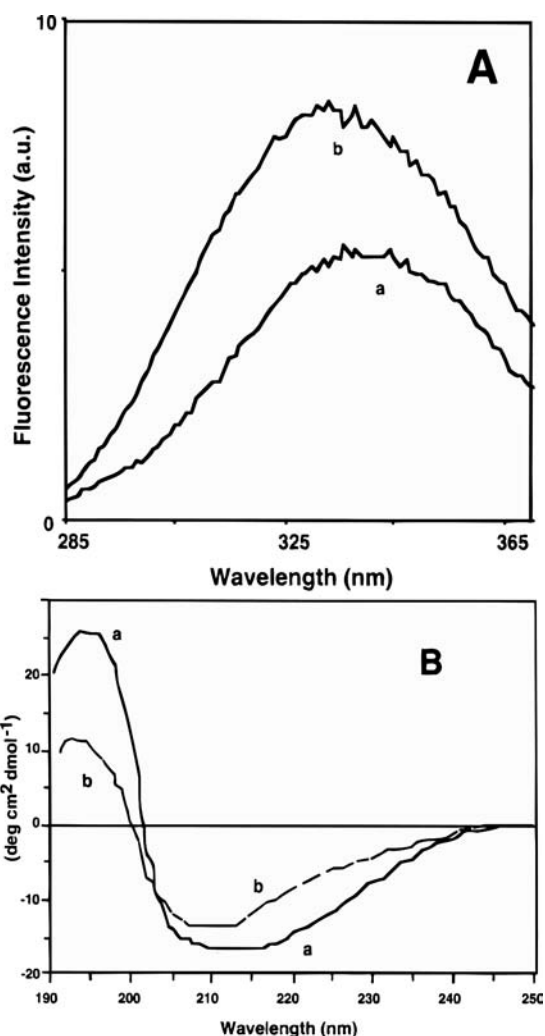 10
A
b
a
Fluorescence Intensity (a.u.)
0
285
325
365
Wavelength (nm)
a
B
20
10
b
0
b
a
-10
-20
(deg cm2 dmol-1)
190
200
210
220
230
240
250
Wavelength (nm)